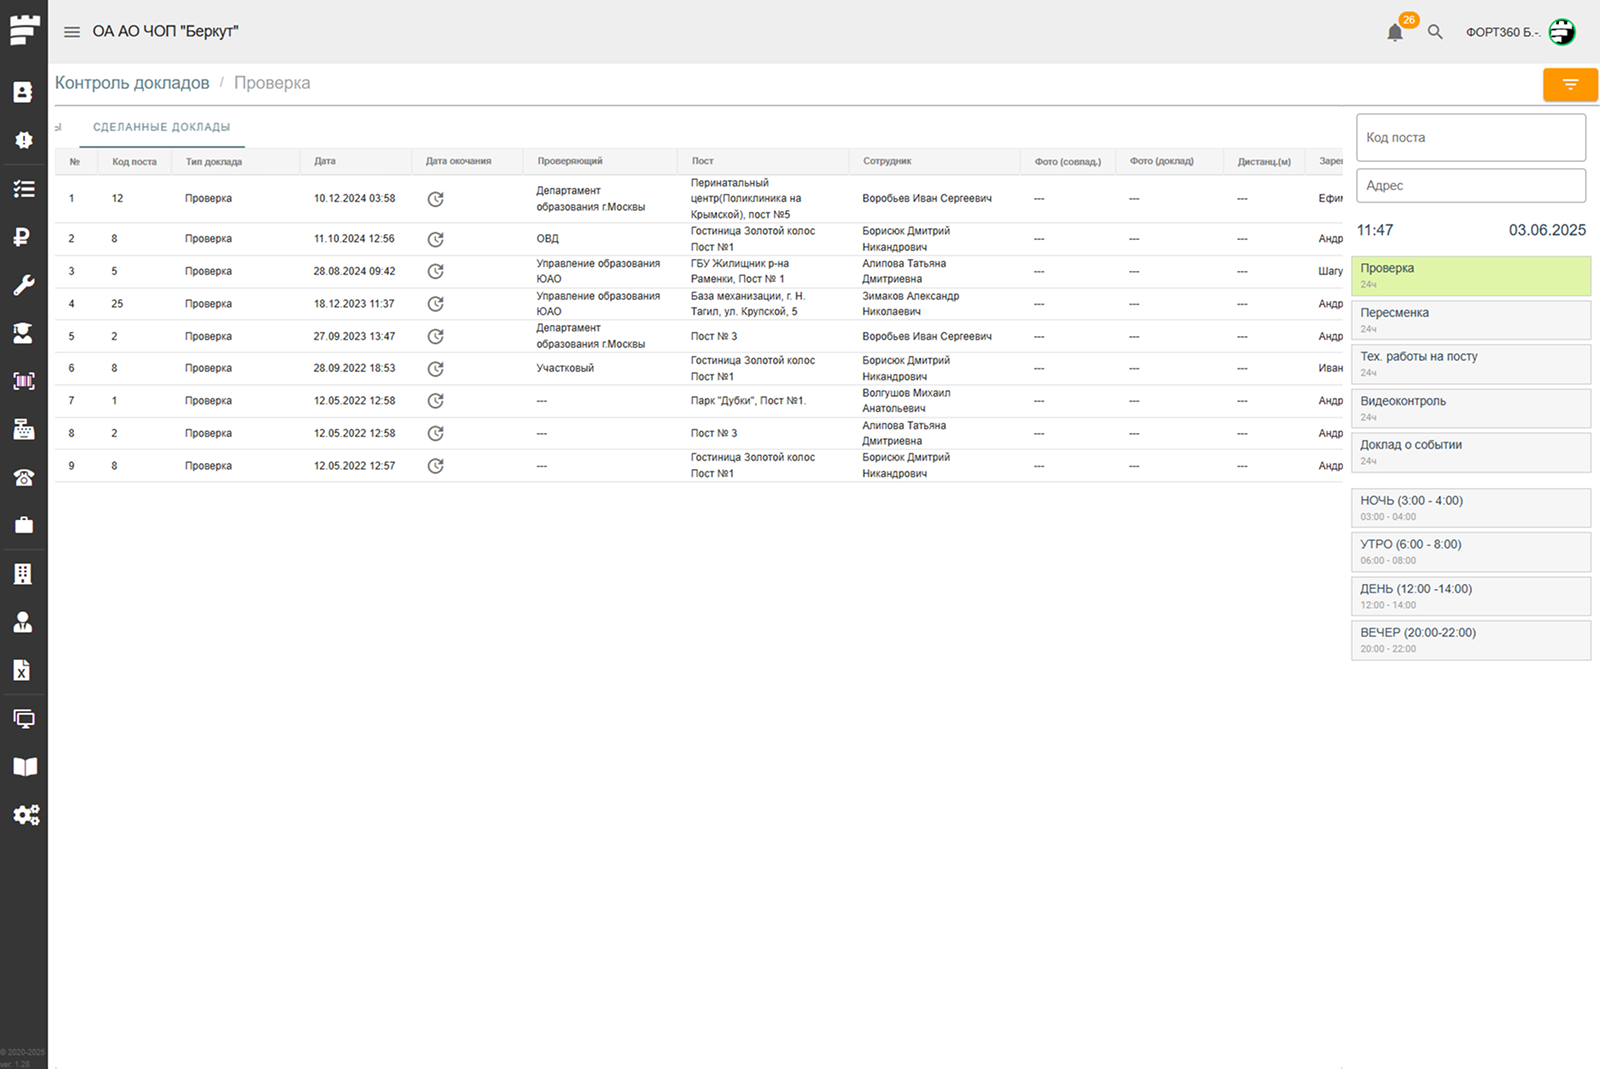 ОА АО ЧОП "Беркут"
26
ФОРТ360 Б.-.
Контроль докладов / Проверка
СДЕЛАННЫЕ ДОКЛАДЫ
№ Код поста Тип доклада Дата Дата окочания Проверяющий Пост Сотрудник Фото (совпад.) Фото (доклад) Дистанц.(м) Заре
1 12 Проверка 10.12.2024 03:58 Департамент образования г.Москвы Перинатальный центр(Поликлиника на Крымской), пост №5 Воробьев Иван Сергеевич --- --- --- Ефи
2 8 Проверка 11.10.2024 12:56 ОВД Гостиница Золотой колос Пост №1 Борисюк Дмитрий Никандрович --- --- --- Андр
3 5 Проверка 28.08.2024 09:42 Управление образования ЮАО ГБУ Жилищник р-на Раменки, Пост № 1 Алипова Татьяна Дмитриевна --- --- --- Шагу
4 25 Проверка 18.12.2023 11:37 Управление образования ЮАО База механизации, г. Н. Тагил, ул. Крупской, 5 Зимаков Александр Николаевич --- --- --- Андр
5 2 Проверка 27.09.2023 13:47 Департамент образования г.Москвы Пост № 3 Воробьев Иван Сергеевич --- --- --- Андр
6 8 Проверка 28.09.2022 18:53 Участковый Гостиница Золотой колос Пост №1 Борисюк Дмитрий Никандрович --- --- --- Иван
7 1 Проверка 12.05.2022 12:58 --- Парк "Дубки", Пост №1. Волгушов Михаил Анатольевич --- --- --- Андр
8 2 Проверка 12.05.2022 12:58 --- Пост № 3 Алипова Татьяна Дмитриевна --- --- --- Андр
9 8 Проверка 12.05.2022 12:57 --- Гостиница Золотой колос Пост №1 Борисюк Дмитрий Никандрович --- --- --- Андр
Код поста
Адрес
11:47 03.06.2025
Проверка
24ч
Пересменка
24ч
Тех. работы на посту
24ч
Видеоконтроль
24ч
Доклад о событии
24ч
НОЧЬ (3:00 - 4:00)
03:00 - 04:00
УТРО (6:00 - 8:00)
06:00 - 08:00
ДЕНЬ (12:00 -14:00)
12:00 - 14:00
ВЕЧЕР (20:00-22:00)
20:00 - 22:00
ver. 1.28